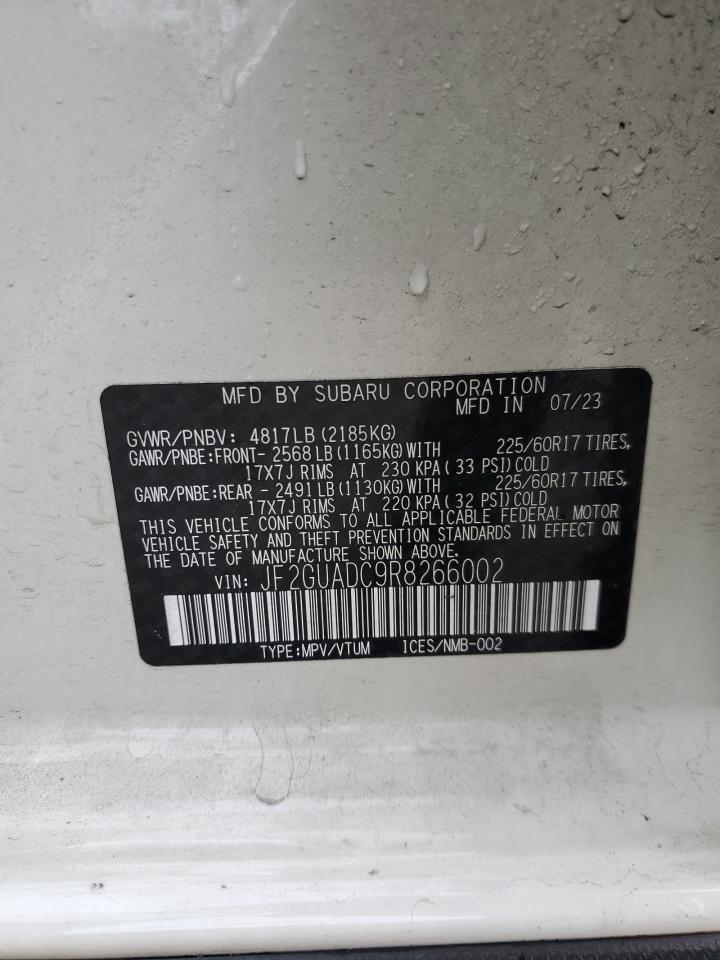 MFD BY SUBARU CORPORATION
MFD IN 07/23
GVWR/PNBV: 4817LB (2185KG)
GAWR/PNBE:FRONT- 2568 LB (1165KG) WITH 225/60R17 TIRES,
17X7J RIMS AT 230 KPA ( 33 PSI) COLD
GAWR/PNBE:REAR - 2491 LB (1130KG) WITH 225/60R17 TIRES,
17X7J RIMS AT 220 KPA ( 32 PSI) COLD
THIS VEHICLE CONFORMS TO ALL APPLICABLE FEDERAL MOTOR
VEHICLE SAFETY AND THEFT PREVENTION STANDARDS IN EFFECT ON
THE DATE OF MANUFACTURE SHOWN ABOVE.
VIN: JF2GUADC9R8266002
TYPE:MPV/VTUM ICES/NMB-002